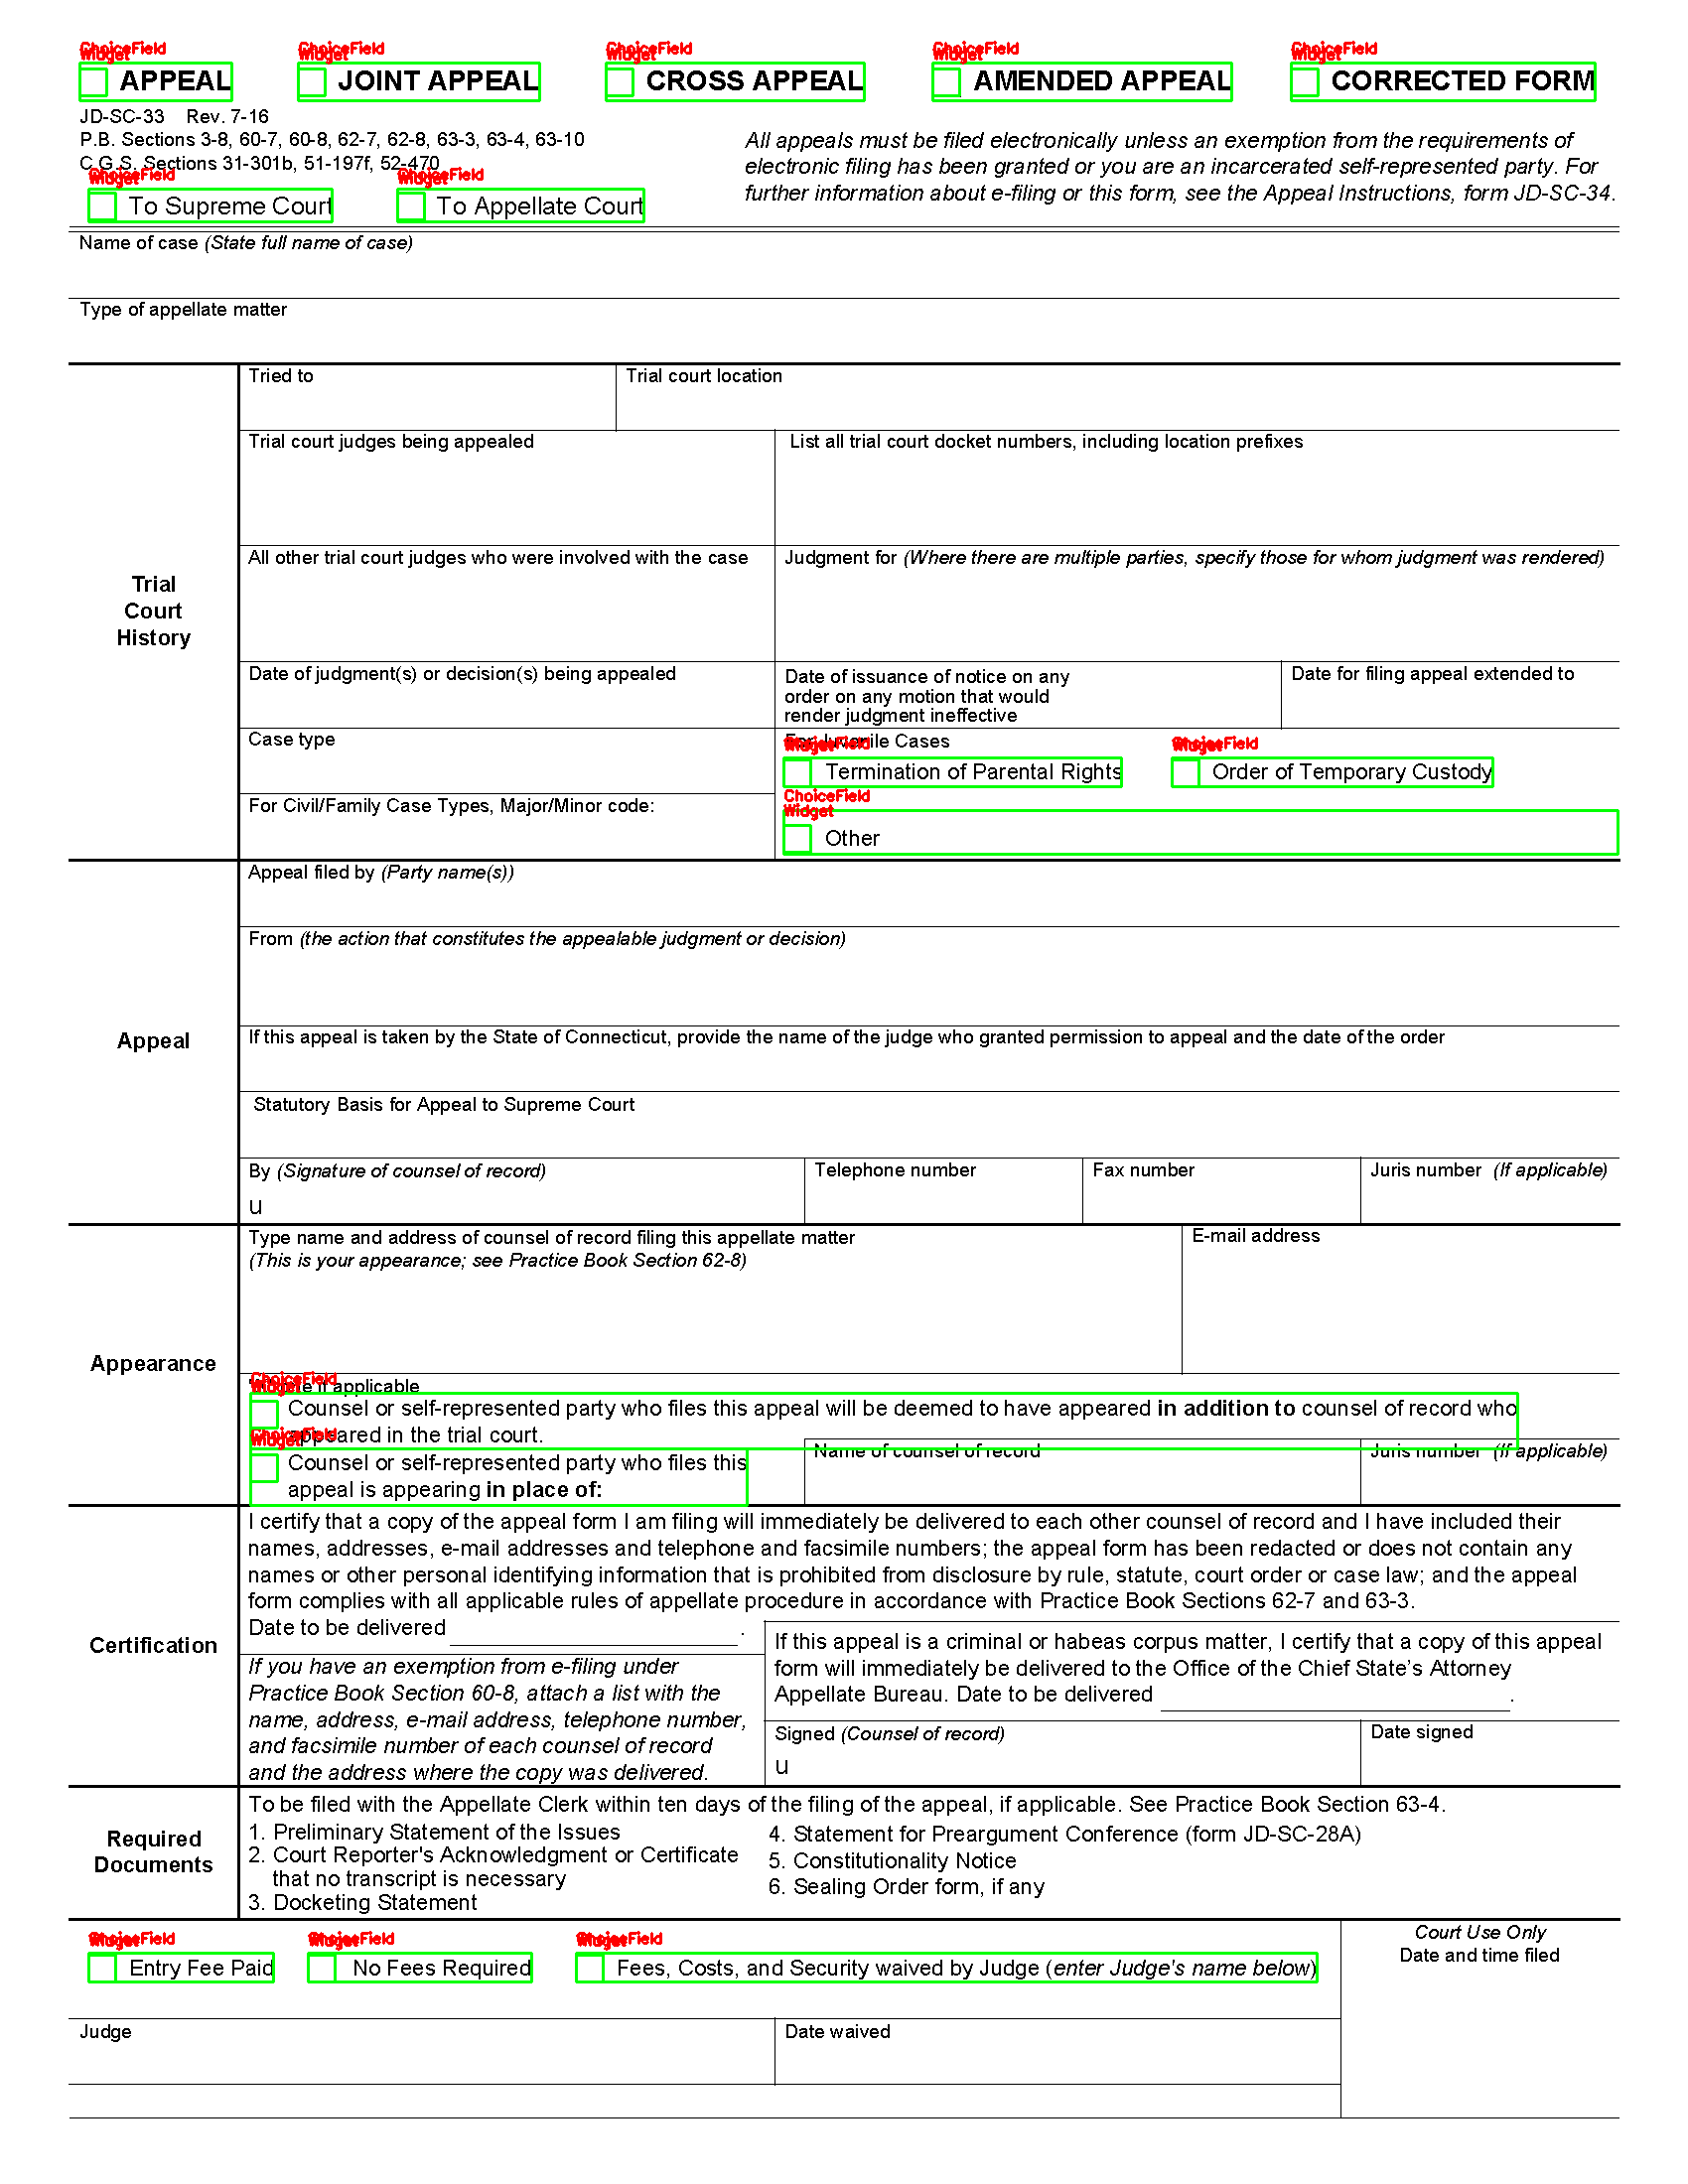 ChoiceField ChoiceField ChoiceField ChoiceField ChoiceField
Widget Widget Widget Widget Widget
APPEAL JOINT APPEAL CROSS APPEAL AMENDED APPEAL CORRECTED FORM
JD-SC-33 Rev. 7-16
P.B. Sections 3-8, 60-7, 60-8, 62-7, 62-8, 63-3, 63-4, 63-10
C.G.S. Sections 31-301b, 51-197f, 52-470
All appeals must be filed electronically unless an exemption from the requirements of
electronic filing has been granted or you are an incarcerated self-represented party. For
further information about e-filing or this form, see the Appeal Instructions, form JD-SC-34.
ChoiceField ChoiceField
Widget Widget
To Supreme Court To Appellate Court
Name of case (State full name of case)
Type of appellate matter
Trial
Court
History
Tried to
Trial court location
Trial court judges being appealed
List all trial court docket numbers, including location prefixes
All other trial court judges who were involved with the case
Judgment for (Where there are multiple parties, specify those for whom judgment was rendered)
Date of judgment(s) or decision(s) being appealed
Date of issuance of notice on any
order on any motion that would
render judgment ineffective
Date for filing appeal extended to
Case type
For Juvenile Cases
ChoiceField ChoiceField
Widget Widget
Termination of Parental Rights Order of Temporary Custody
For Civil/Family Case Types, Major/Minor code:
ChoiceField
Widget
Other
Appeal
Appeal filed by (Party name(s))
From (the action that constitutes the appealable judgment or decision)
If this appeal is taken by the State of Connecticut, provide the name of the judge who granted permission to appeal and the date of the order
Statutory Basis for Appeal to Supreme Court
By (Signature of counsel of record)
u
Telephone number
Fax number
Juris number (If applicable)
Appearance
Type name and address of counsel of record filing this appellate matter
(This is your appearance; see Practice Book Section 62-8)
E-mail address
ChoiceField
Widget
if applicable
Counsel or self-represented party who files this appeal will be deemed to have appeared in addition to counsel of record who
appeared in the trial court.
ChoiceField
Widget
Counsel or self-represented party who files this
appeal is appearing in place of:
Name of counsel of record
Juris number (If applicable)
Certification
I certify that a copy of the appeal form I am filing will immediately be delivered to each other counsel of record and I have included their
names, addresses, e-mail addresses and telephone and facsimile numbers; the appeal form has been redacted or does not contain any
names or other personal identifying information that is prohibited from disclosure by rule, statute, court order or case law; and the appeal
form complies with all applicable rules of appellate procedure in accordance with Practice Book Sections 62-7 and 63-3.
Date to be delivered .
If you have an exemption from e-filing under
Practice Book Section 60-8, attach a list with the
name, address, e-mail address, telephone number,
and facsimile number of each counsel of record
and the address where the copy was delivered.
If this appeal is a criminal or habeas corpus matter, I certify that a copy of this appeal
form will immediately be delivered to the Office of the Chief State's Attorney
Appellate Bureau. Date to be delivered .
Signed (Counsel of record)
u
Date signed
Required
Documents
To be filed with the Appellate Clerk within ten days of the filing of the appeal, if applicable. See Practice Book Section 63-4.
1. Preliminary Statement of the Issues
2. Court Reporter's Acknowledgment or Certificate
that no transcript is necessary
3. Docketing Statement
4. Statement for Preargument Conference (form JD-SC-28A)
5. Constitutionality Notice
6. Sealing Order form, if any
ChoiceField ChoiceField ChoiceField
Widget Widget Widget
Entry Fee Paid No Fees Required Fees, Costs, and Security waived by Judge (enter Judge's name below)
Court Use Only
Date and time filed
Judge
Date waived